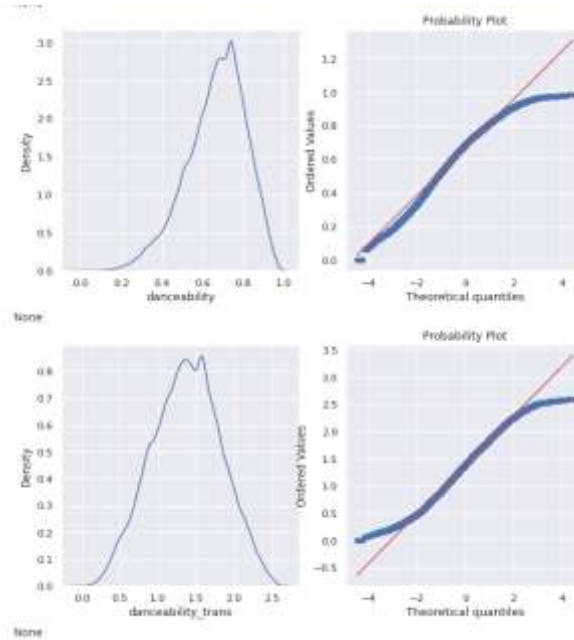 Probability Plot
3.0
2.5
2.0
1.5
1.0
0.5
0.0
Density
0.0 0.2 0.4 0.6 0.8 1.0
danceability
1.2
1.0
0.8
0.6
0.4
0.2
0.0
Ordered Values
−4 −2 0 2 4
Theoretical quantiles
None
Probability Plot
0.8
0.7
0.6
0.5
0.4
0.3
0.2
0.1
0.0
Density
0.0 0.5 1.0 1.5 2.0 2.5
danceability_trans
3.5
3.0
2.5
2.0
1.5
1.0
0.5
0.0
−0.5
Ordered Values
−4 −2 0 2 4
Theoretical quantiles
None